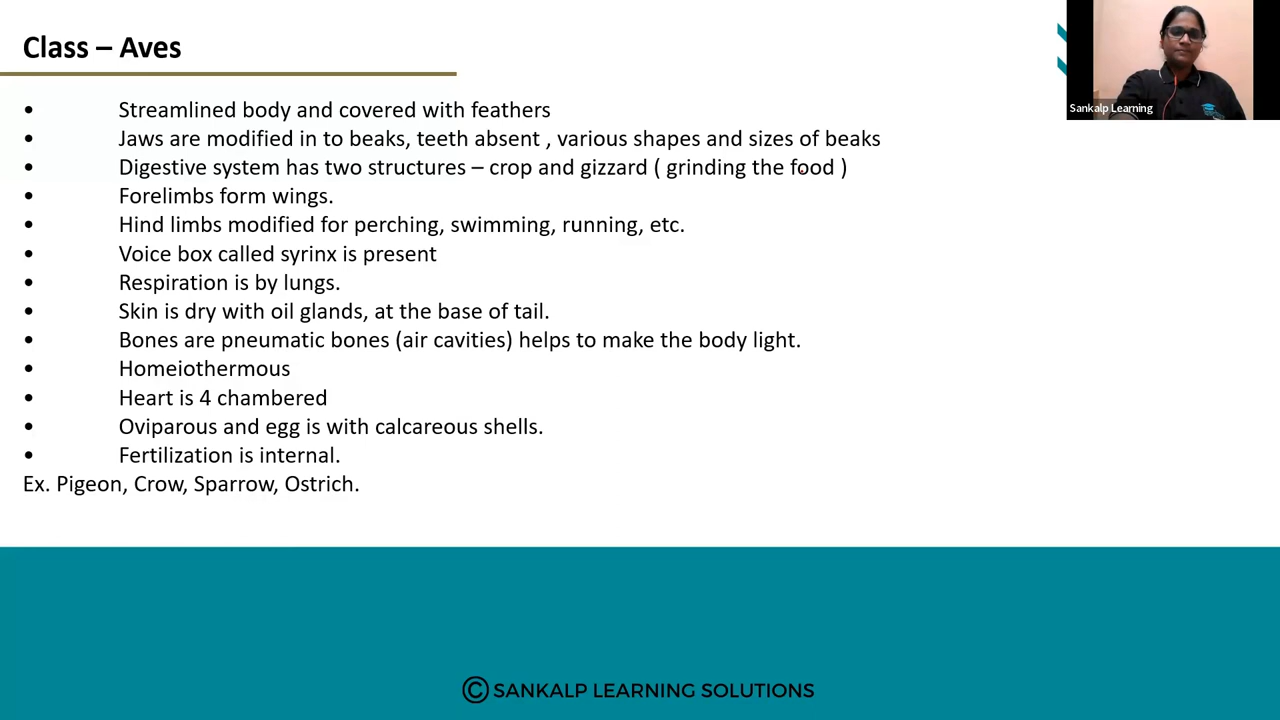 Class – Aves
• Streamlined body and covered with feathers
• Jaws are modified in to beaks, teeth absent , various shapes and sizes of beaks
• Digestive system has two structures – crop and gizzard ( grinding the food )
• Forelimbs form wings.
• Hind limbs modified for perching, swimming, running, etc.
• Voice box called syrinx is present
• Respiration is by lungs.
• Skin is dry with oil glands, at the base of tail.
• Bones are pneumatic bones (air cavities) helps to make the body light.
• Homeiothermous
• Heart is 4 chambered
• Oviparous and egg is with calcareous shells.
• Fertilization is internal.
Ex. Pigeon, Crow, Sparrow, Ostrich.
Sankalp Learning
© SANKALP LEARNING SOLUTIONS